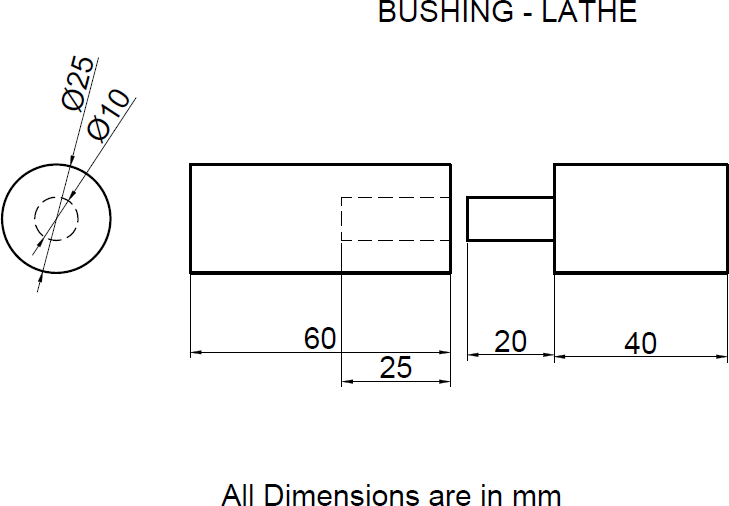 BUSHING - LATHE
Ø25
Ø10
60
20
40
25
All Dimensions are in mm